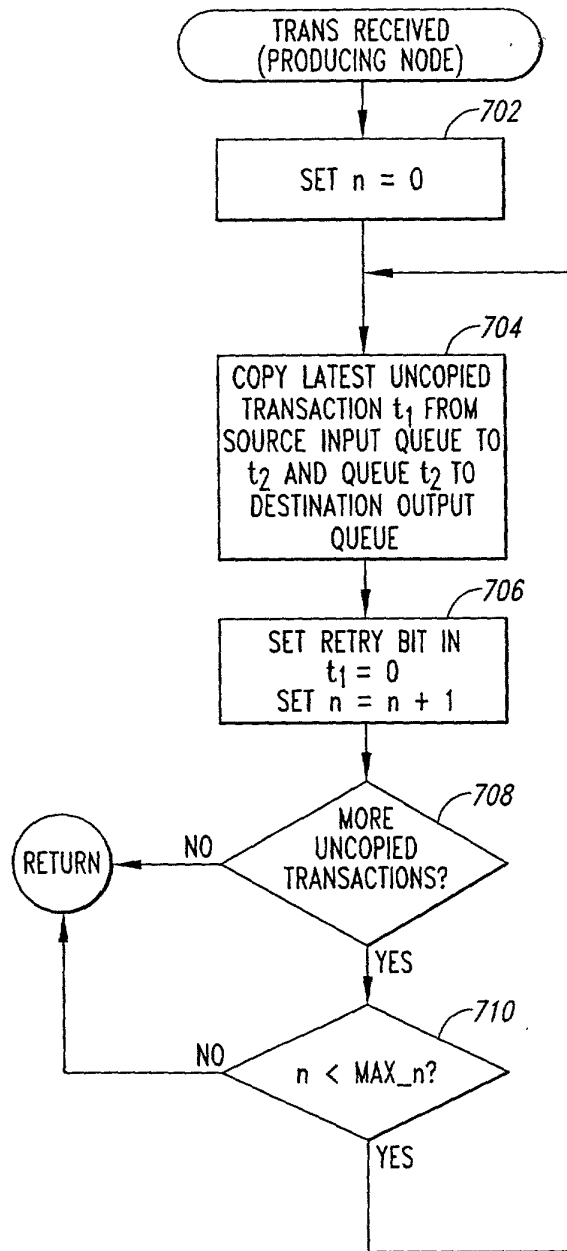 TRANS RECEIVED
(PRODUCING NODE)
702
SET n = 0
704
COPY LATEST UNCOPIED
TRANSACTION t₁ FROM
SOURCE INPUT QUEUE TO
t₂ AND QUEUE t₂ TO
DESTINATION OUTPUT
QUEUE
706
SET RETRY BIT IN
t₁ = 0
SET n = n + 1
708
MORE
UNCOPIED
TRANSACTIONS?
NO
RETURN
YES
710
n < MAX_n?
NO
YES